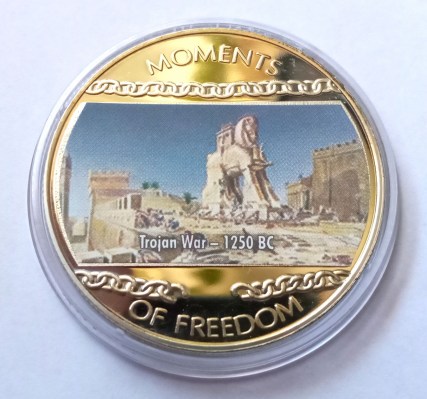 MOMENTS
Trojan War – 1250 BC
OF FREEDOM